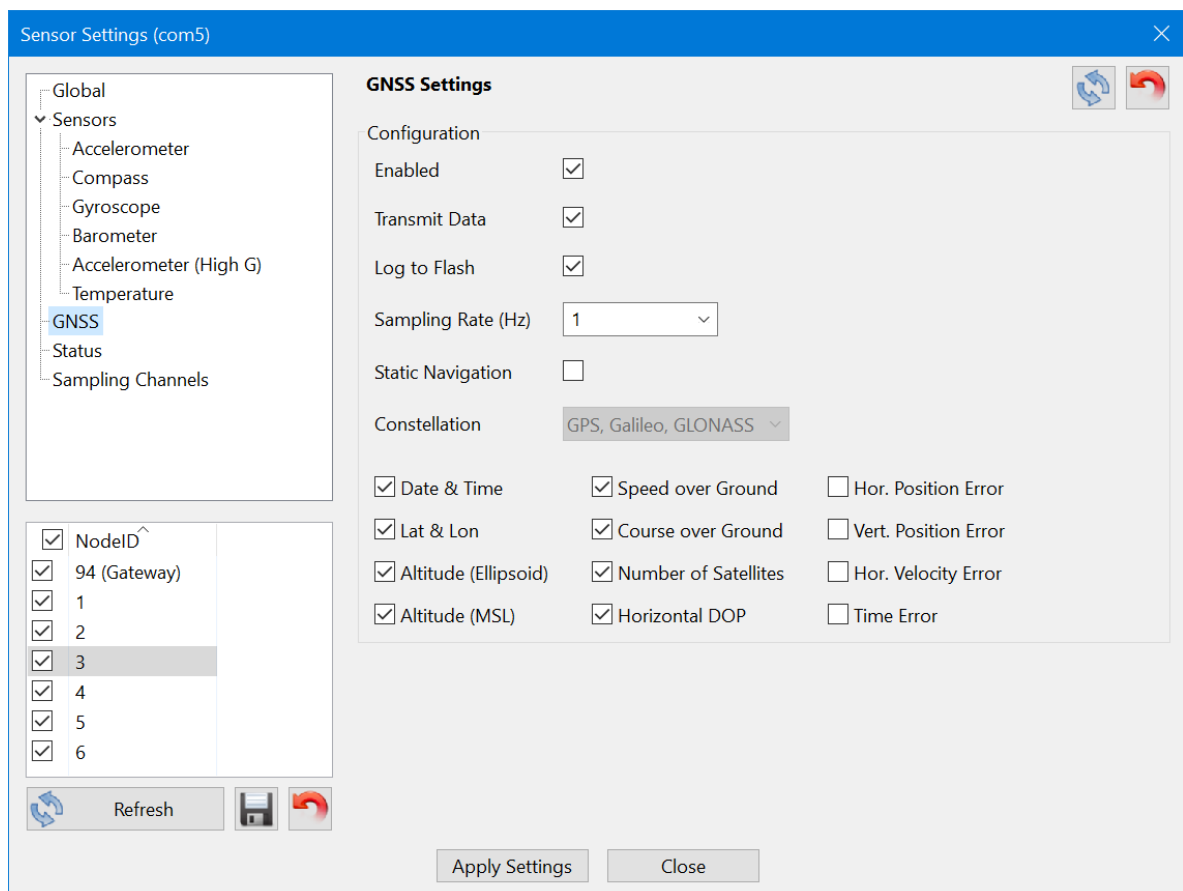 Sensor Settings (com5)
Global
Sensors
Accelerometer
Compass
Gyroscope
Barometer
Accelerometer (High G)
Temperature
GNSS
Status
Sampling Channels
NodeID
94 (Gateway)
1
2
3
4
5
6
Refresh
GNSS Settings
Configuration
Enabled
Transmit Data
Log to Flash
Sampling Rate (Hz) 1
Static Navigation
Constellation GPS, Galileo, GLONASS
Date & Time Speed over Ground Hor. Position Error
Lat & Lon Course over Ground Vert. Position Error
Altitude (Ellipsoid) Number of Satellites Hor. Velocity Error
Altitude (MSL) Horizontal DOP Time Error
Apply Settings Close